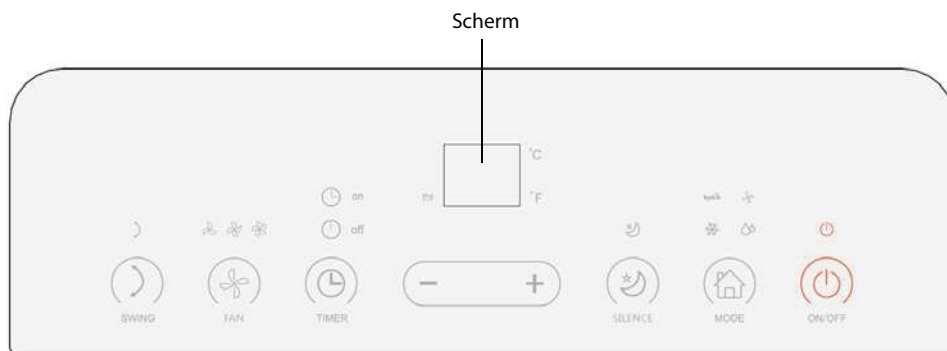 Scherm
°C
on
°F
off
SWING
FAN
TIMER
− +
SILENCE
MODE
ON/OFF